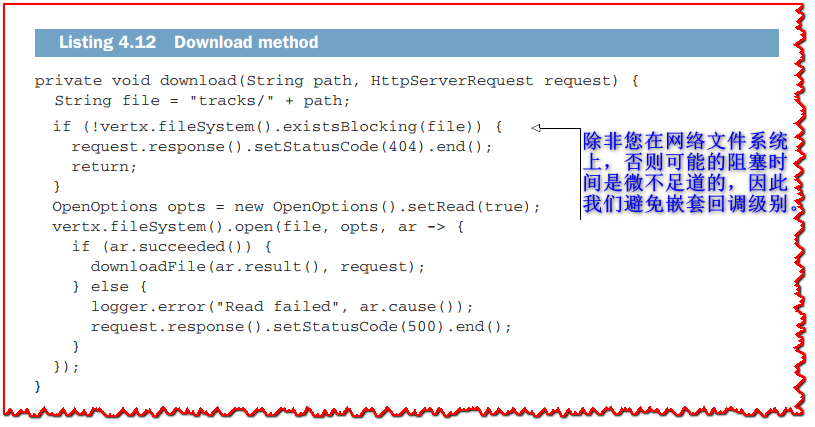 Listing 4.12 Download method
private void download(String path, HttpServerRequest request) {
String file = "tracks/" + path;
if (!vertx.fileSystem().existsBlocking(file)) {
request.response().setStatusCode(404).end();
return;
}
OpenOptions opts = new OpenOptions().setRead(true);
vertx.fileSystem().open(file, opts, ar -> {
if (ar.succeeded()) {
downloadFile(ar.result(), request);
} else {
logger.error("Read failed", ar.cause());
request.response().setStatusCode(500).end();
}
});
}
除非您在网络文件系统
上，否则可能的阻塞时
间是微不足道的，因此
我们避免嵌套回调级别。